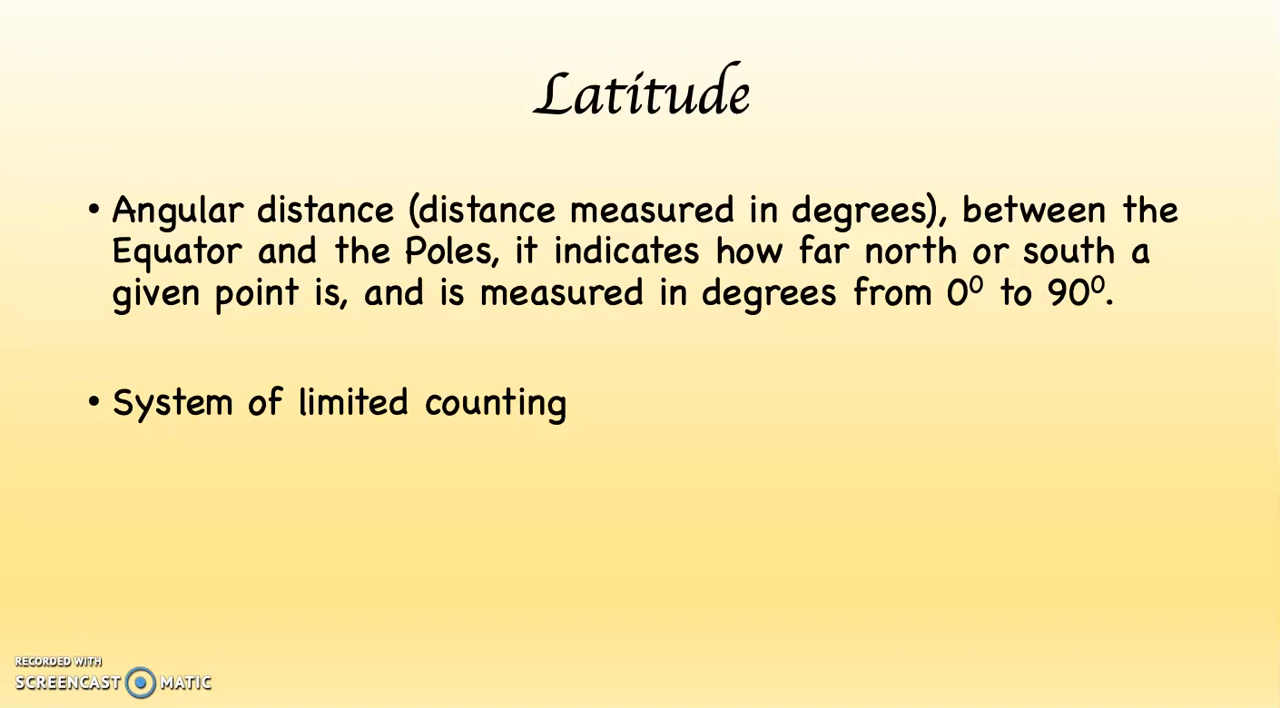 Latitude
• Angular distance (distance measured in degrees), between the
Equator and the Poles, it indicates how far north or south a
given point is, and is measured in degrees from 0⁰ to 90⁰.
• System of limited counting
RECORDED WITH
SCREENCAST MATIC